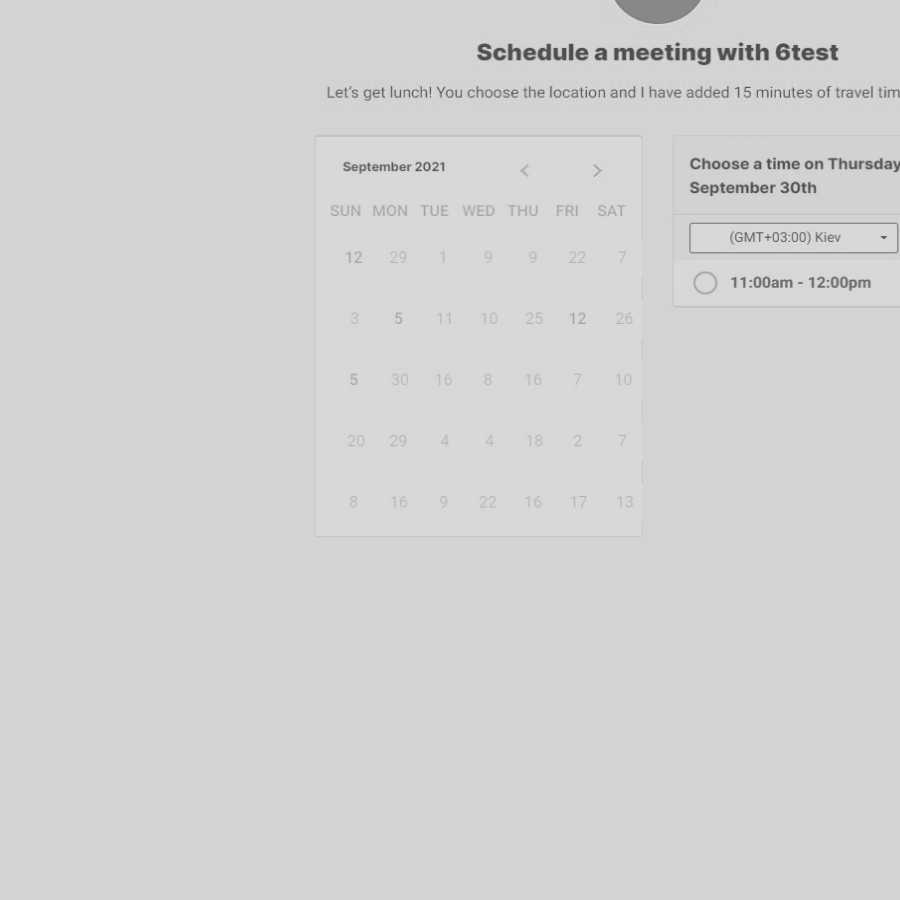 Schedule a meeting with 6test
Let's get lunch! You choose the location and I have added 15 minutes of travel tim
September 2021
SUN MON TUE WED THU FRI SAT
12 29 1 9 9 22 7
3 5 11 10 25 12 26
5 30 16 8 16 7 10
20 29 4 4 18 2 7
8 16 9 22 16 17 13
Choose a time on Thursday
September 30th
(GMT+03:00) Kiev
11:00am - 12:00pm